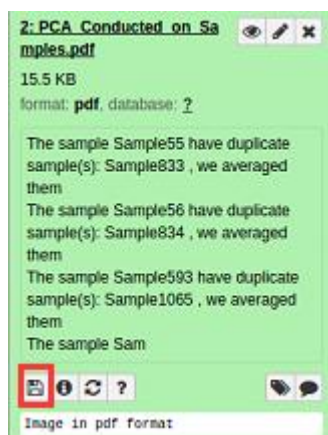 2: PCA Conducted on Sa
mples.pdf
15.5 KB
format: pdf, database: ?
The sample Sample55 have duplicate
sample(s): Sample833 , we averaged
them
The sample Sample56 have duplicate
sample(s): Sample834 , we averaged
them
The sample Sample593 have duplicate
sample(s): Sample1065 , we averaged
them
The sample Sam
?
Image in pdf format